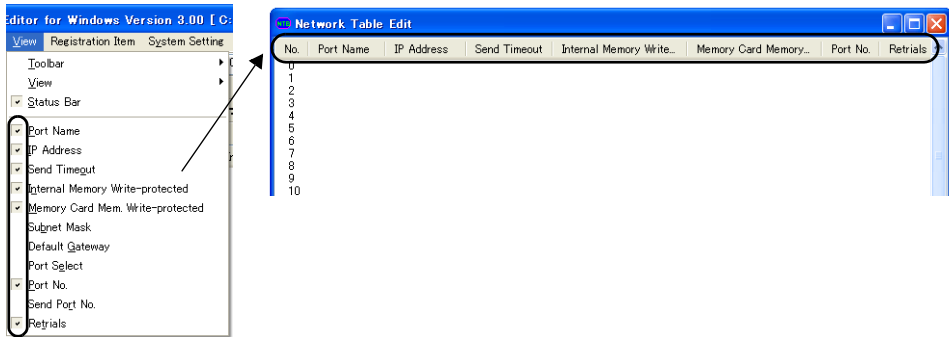 Editor for Windows Version 3.00 [ C:
View Registration Item System Setting
Toolbar
View
Status Bar
Port Name
IP Address
Send Timeout
Internal Memory Write-protected
Memory Card Mem. Write-protected
Subnet Mask
Default Gateway
Port Select
Port No.
Send Port No.
Retrials
NTE Network Table Edit
No. Port Name IP Address Send Timeout Internal Memory Write... Memory Card Memory... Port No. Retrials
0
1
2
3
4
5
6
7
8
9
10